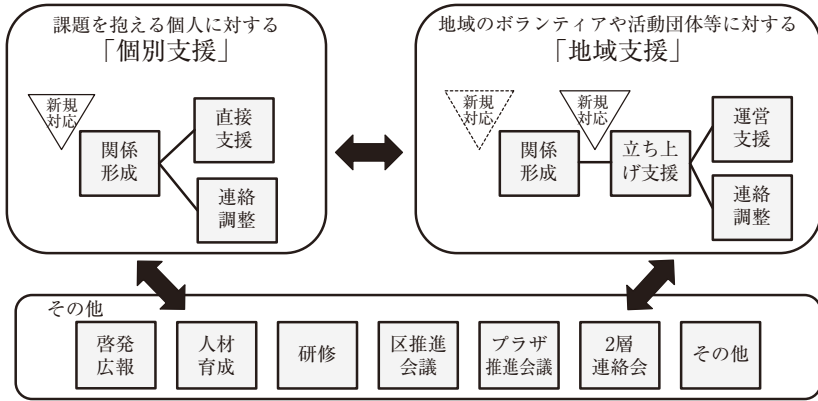 課題を抱える個人に対する
「個別支援」
新規
対応
関係
形成
直接
支援
連絡
調整
地域のボランティアや活動団体等に対する
「地域支援」
新規
対応
新規
対応
関係
形成
立ち上
げ支援
運営
支援
連絡
調整
その他
啓発
広報
人材
育成
研修
区推進
会議
プラザ
推進会議
2層
連絡会
その他